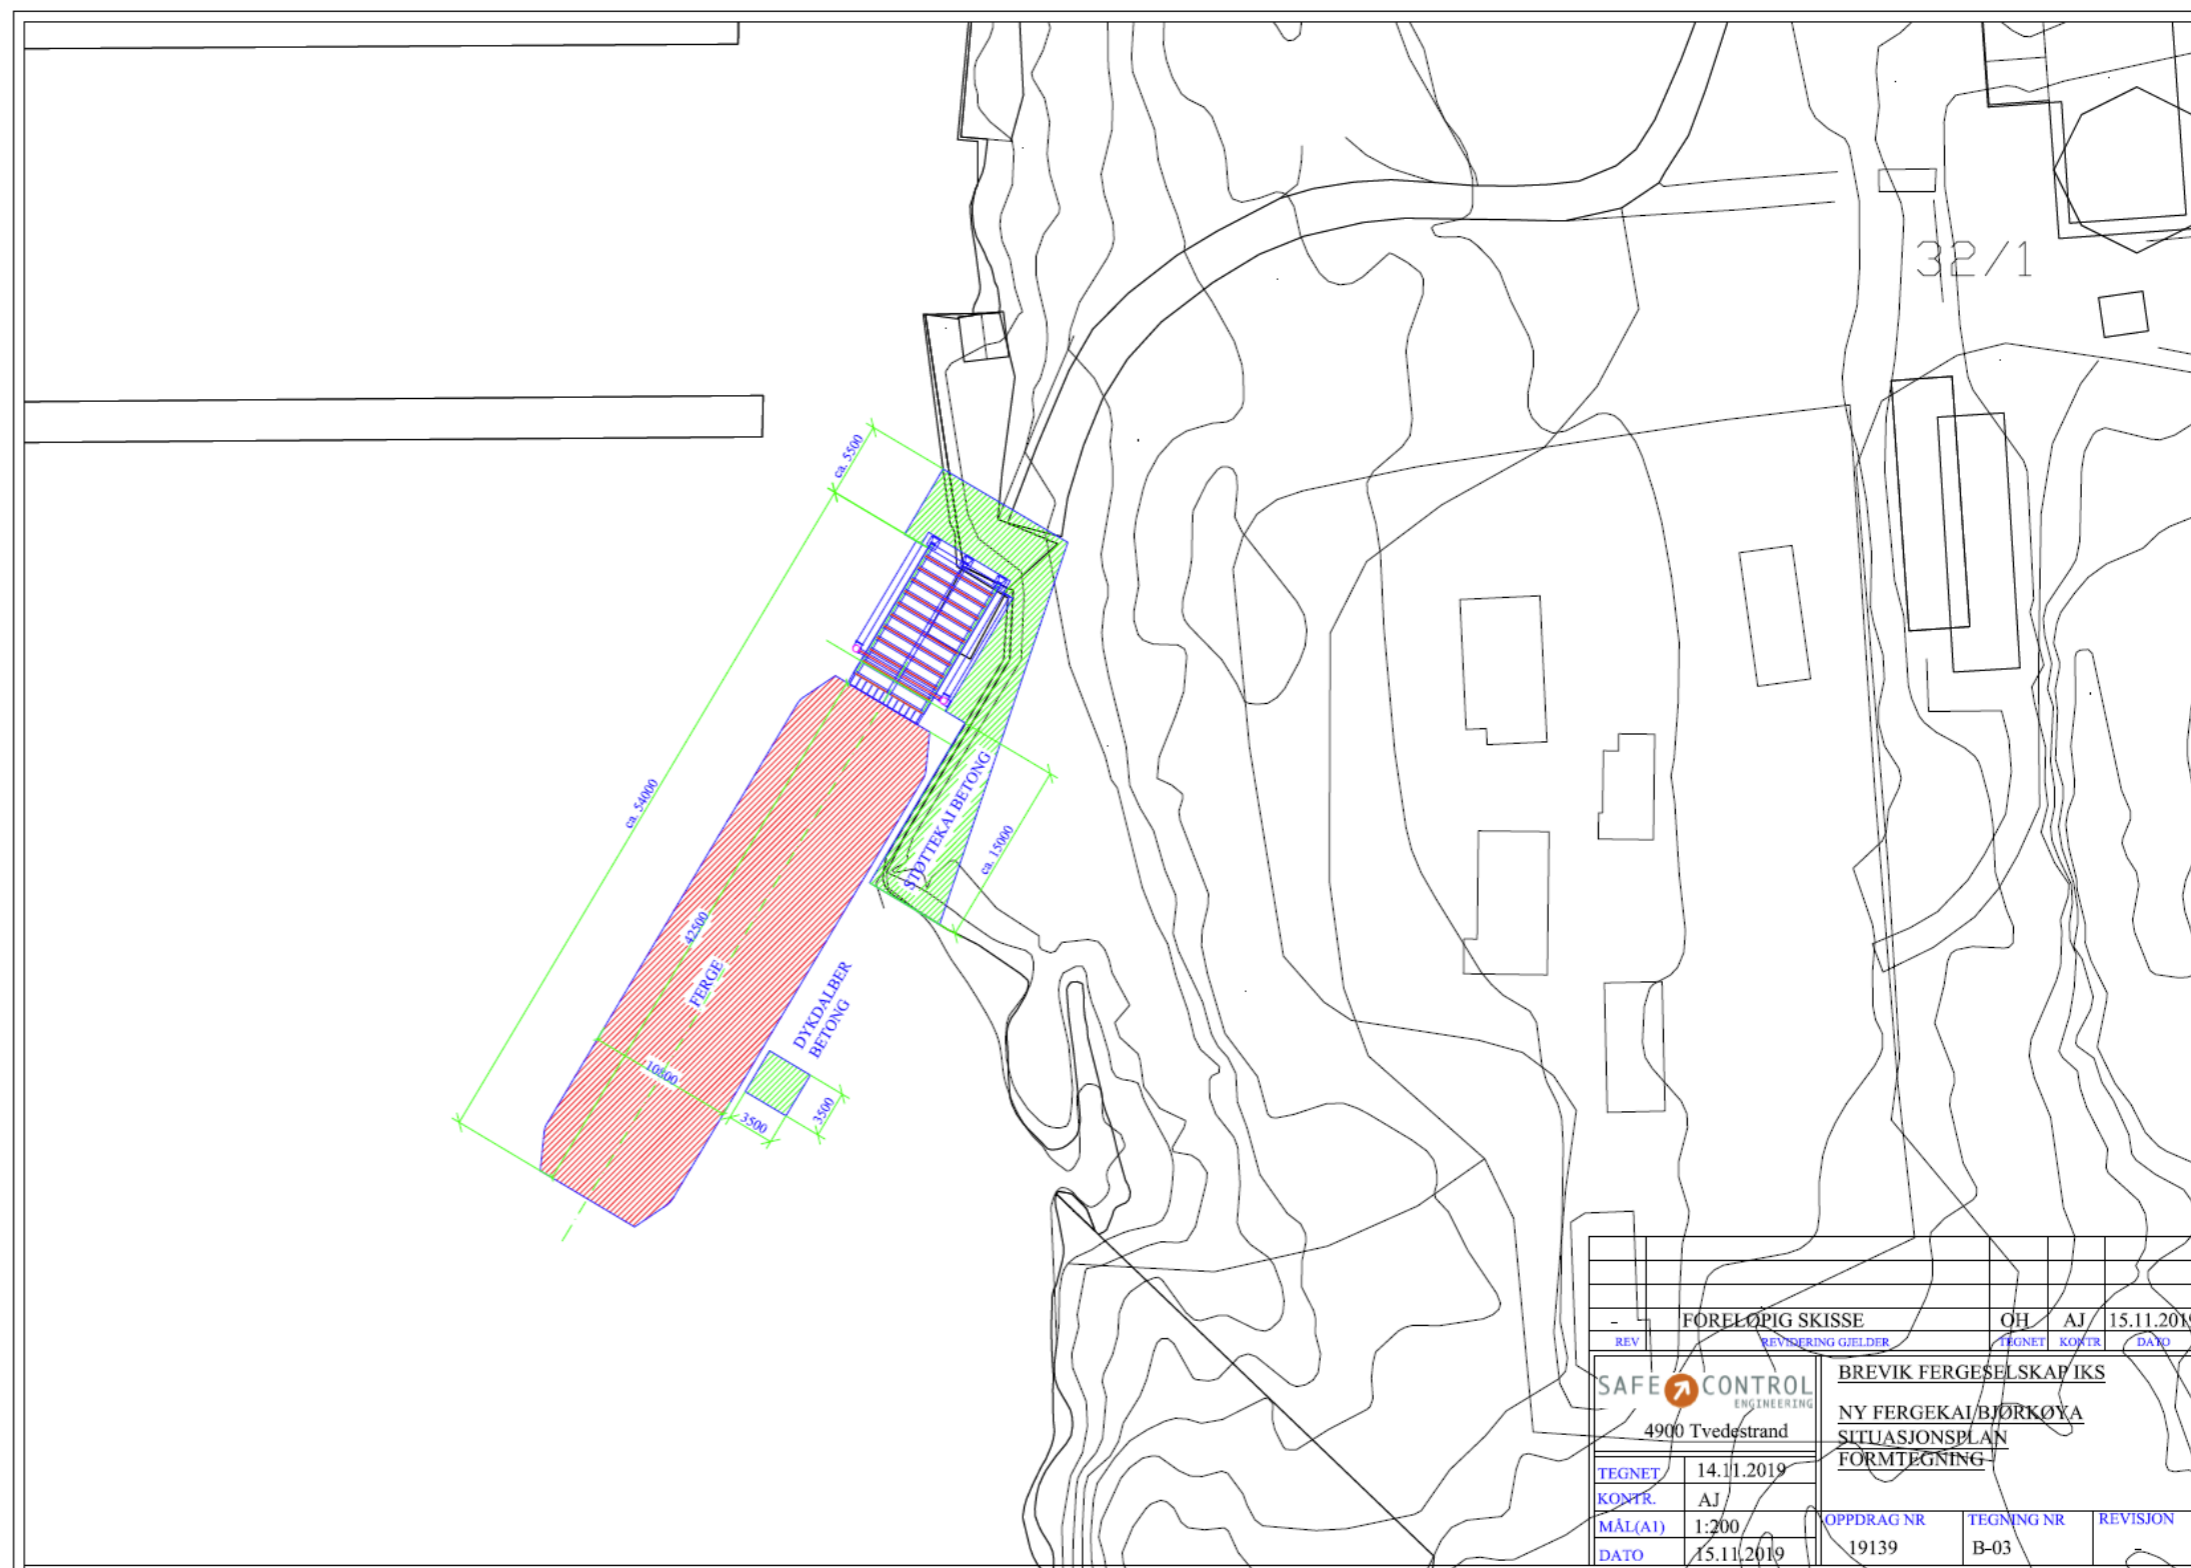 32/1
ca. 5500
ca. 54000
STØTTEKAI BETONG
ca. 15000
42500
FERGE
DYKDALBER
BETONG
10800
3500
3500
- FORELØPIG SKISSE OH AJ 15.11.2019
REV REVIDERING GJELDER TEGNET KONTR DATO
SAFE CONTROL
ENGINEERING
4900 Tvedestrand
BREVIK FERGESELSKAP IKS
NY FERGEKAI BJØRKØYA
SITUASJONSPLAN
FORMTEGNING
TEGNET 14.11.2019
KONTR. AJ
MÅL(A1) 1:200
DATO 15.11.2019
OPPDRAG NR TEGNING NR REVISJON
19139 B-03 -